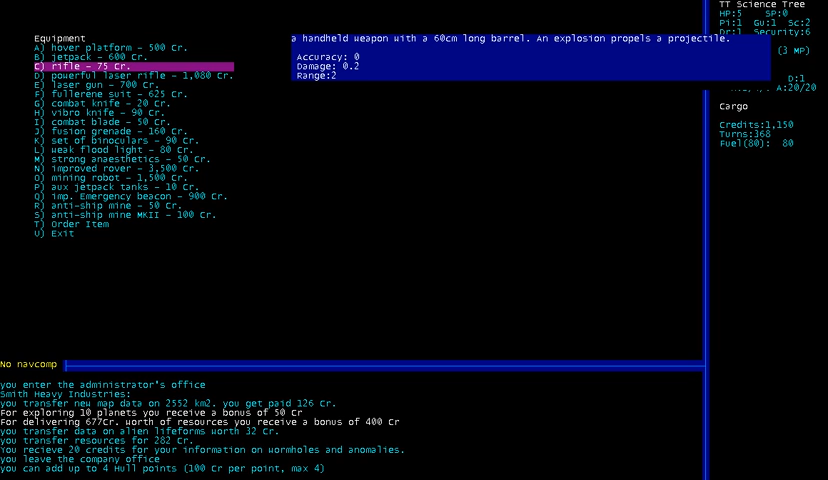 Equipment
A) hover platform - 500 Cr.
B) jetpack - 600 Cr.
C) rifle - 75 Cr.
D) powerful laser rifle - 1,080 Cr.
E) laser gun - 700 Cr.
F) fullerene suit - 625 Cr.
G) combat knife - 20 Cr.
H) vibro knife - 90 Cr.
I) combat blade - 50 Cr.
J) fusion grenade - 160 Cr.
K) set of binoculars - 90 Cr.
L) weak flood light - 80 Cr.
M) strong anaesthetics - 50 Cr.
N) improved rover - 3,500 Cr.
O) mining robot - 1,500 Cr.
P) aux jetpack tanks - 10 Cr.
Q) imp. Emergency beacon - 900 Cr.
R) anti-ship mine - 50 Cr.
S) anti-ship mine MKII - 100 Cr.
T) Order Item
U) Exit
a handheld weapon with a 60cm long barrel. An explosion propels a projectile.
Accuracy: 0
Damage: 0.2
Range:2
TT Science Tree
HP:5 SP:0
Pi:1 Gu:1 Sc:2
Dr:1 Security:6
(3 MP)
D:1
A:20/20
Cargo
Credits:1,150
Turns:368
Fuel(80): 80
No navcomp
you enter the administrator's office
Smith Heavy Industries:
you transfer new map data on 2552 km2. you get paid 126 Cr.
For exploring 10 planets you receive a bonus of 50 Cr
For delivering 677Cr. worth of resources you receive a bonus of 400 Cr
you transfer data on alien lifeforms worth 32 Cr.
you transfer resources for 282 Cr.
You recieve 20 credits for your information on wormholes and anomalies.
you leave the company office
you can add up to 4 Hull points (100 Cr per point, max 4)